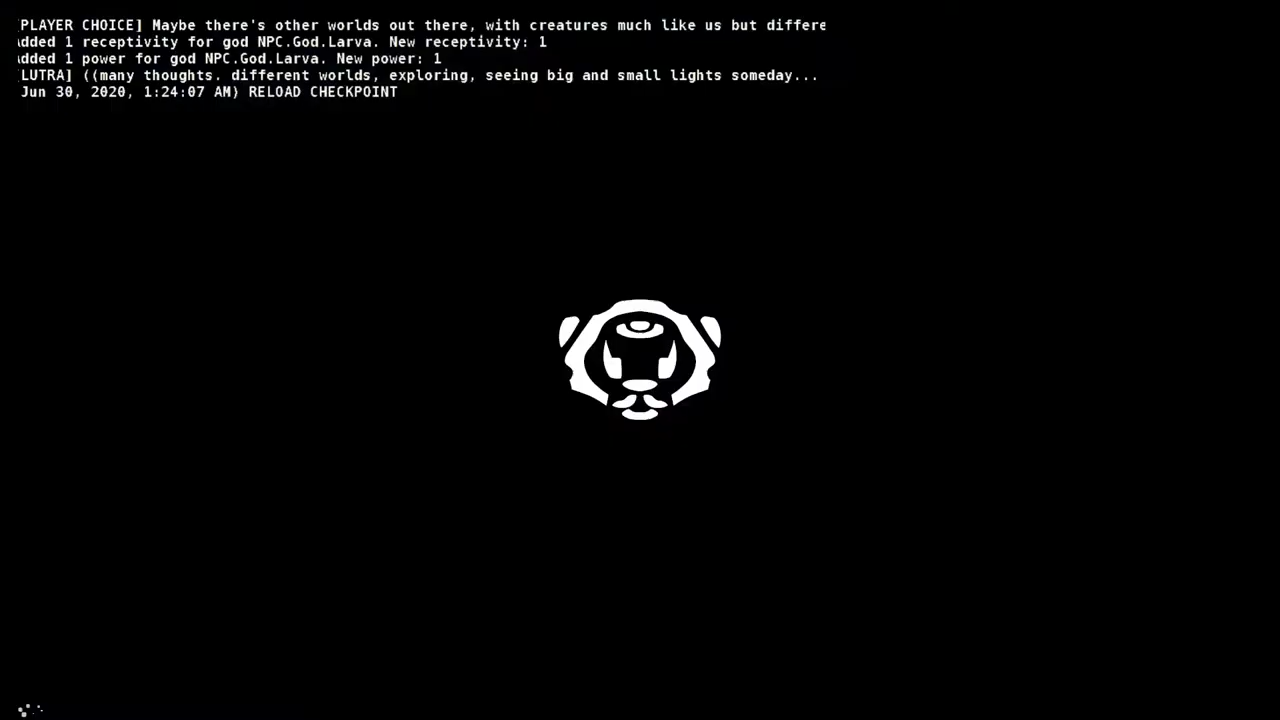 [PLAYER CHOICE] Maybe there's other worlds out there, with creatures much like us but differe
Added 1 receptivity for god NPC.God.Larva. New receptivity: 1
Added 1 power for god NPC.God.Larva. New power: 1
[LUTRA] ((many thoughts. different worlds, exploring, seeing big and small lights someday...
Jun 30, 2020, 1:24:07 AM) RELOAD CHECKPOINT